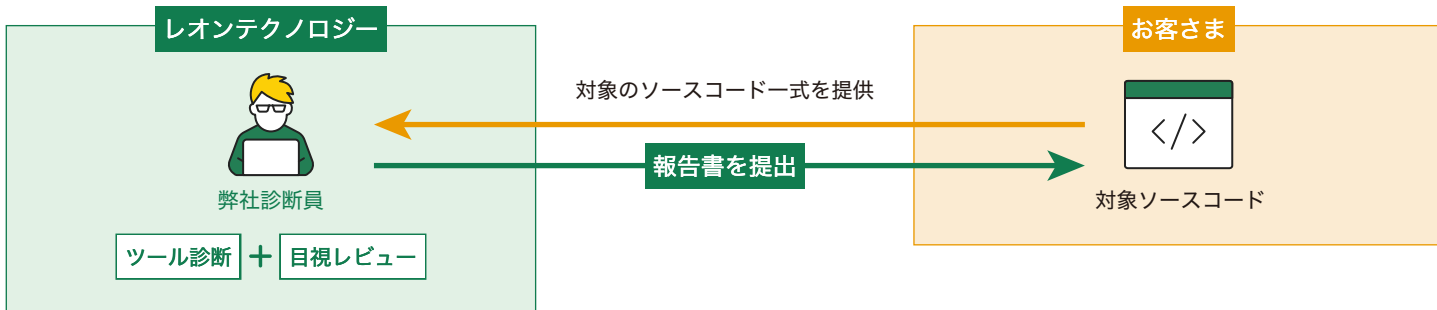 レオンテクノロジー
お客さま
対象のソースコード一式を提供
</>
報告書を提出
弊社診断員
対象ソースコード
ツール診断 + 目視レビュー